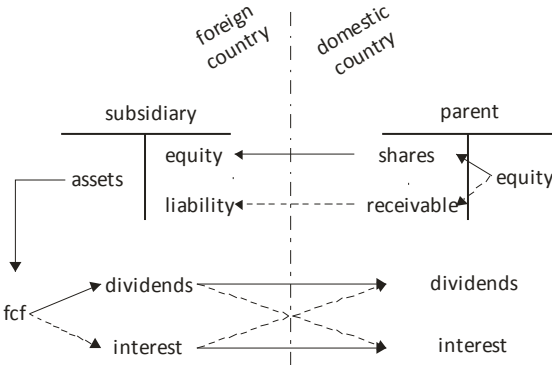 foreign
country
domestic
country
subsidiary
parent
equity
shares
assets
equity
liability
receivable
dividends
dividends
fcf
interest
interest